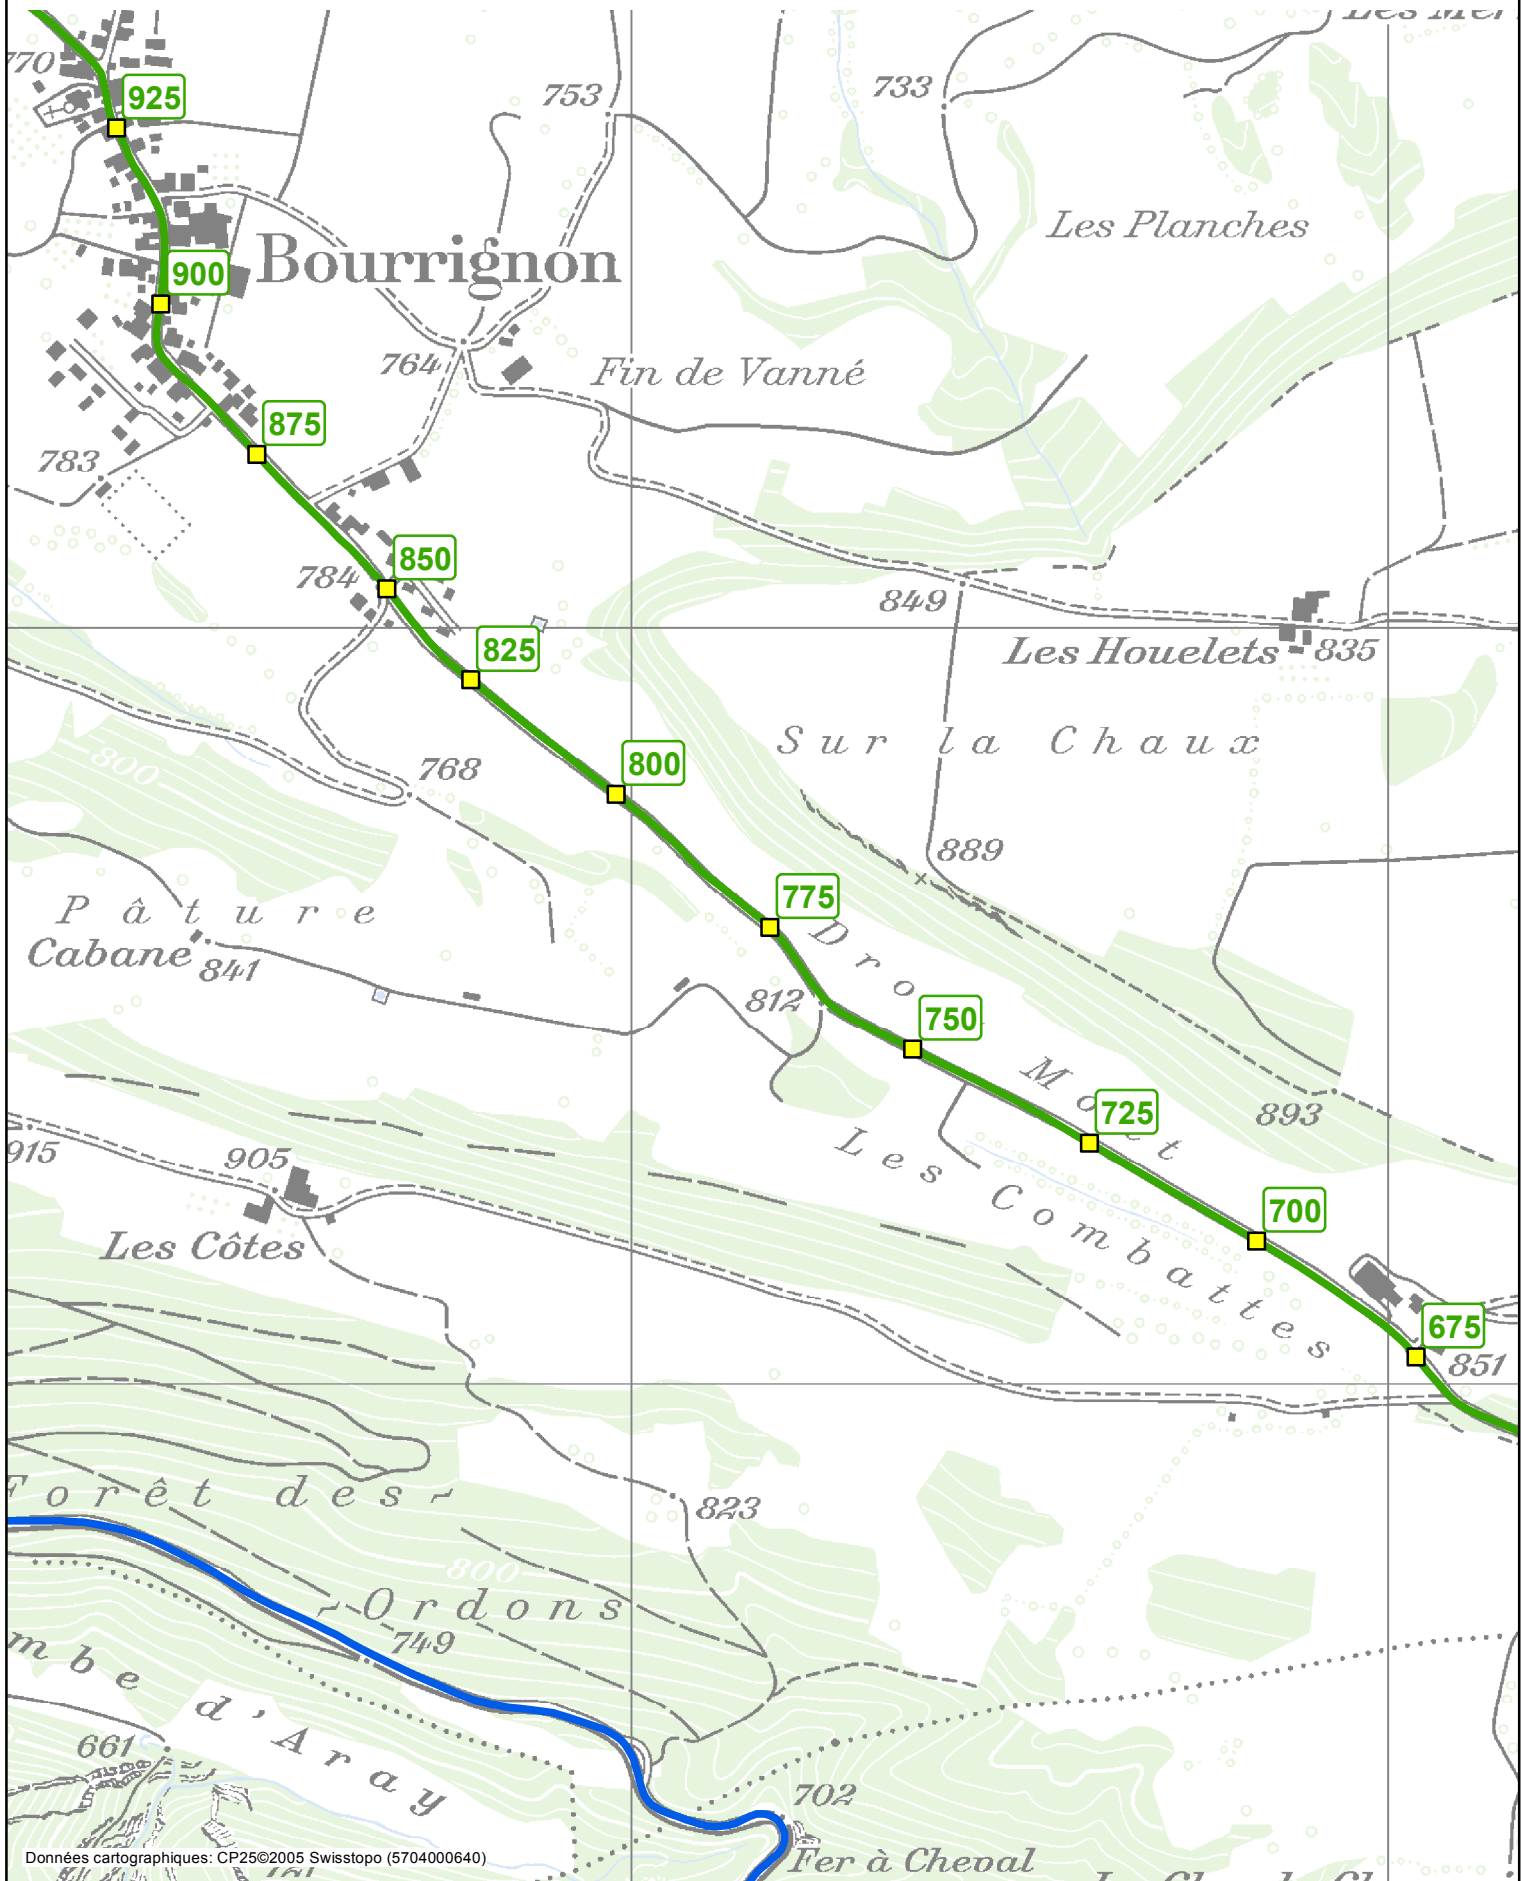 770
925
753
733
Les Planches
Bourrignon
900
764
Fin de Vanné
875
783
850
784
849
825
Les Houelets
835
Sur la Chaux
800
768
800
889
775
Pâture
Cabane
841
Dro
812
750
Mo t
725
893
915
905
Les Combattes
700
Les Côtes
675
851
Forêt des
823
800
Ordons
749
mbe d'Aray
661
702
Fer à Cheval
Données cartographiques: CP25©2005 Swisstopo (5704000640)